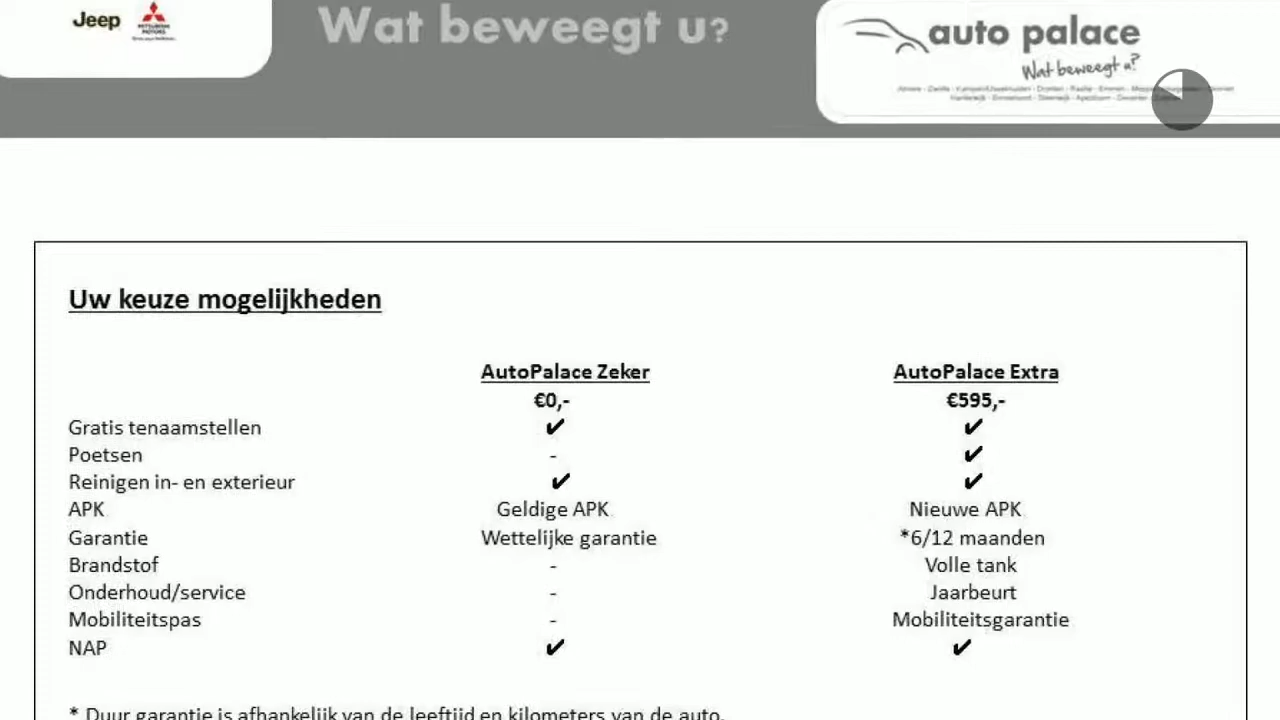 Jeep
MITSUBISHI
MOTORS
Wat beweegt u?
auto palace
Wat beweegt u?
Uw keuze mogelijkheden
AutoPalace Zeker AutoPalace Extra
€0,- €595,-
Gratis tenaamstellen ✔ ✔
Poetsen - ✔
Reinigen in- en exterieur ✔ ✔
APK Geldige APK Nieuwe APK
Garantie Wettelijke garantie *6/12 maanden
Brandstof - Volle tank
Onderhoud/service - Jaarbeurt
Mobiliteitspas - Mobiliteitsgarantie
NAP ✔ ✔
* Duur garantie is afhankelijk van de leeftijd en kilometers van de auto.